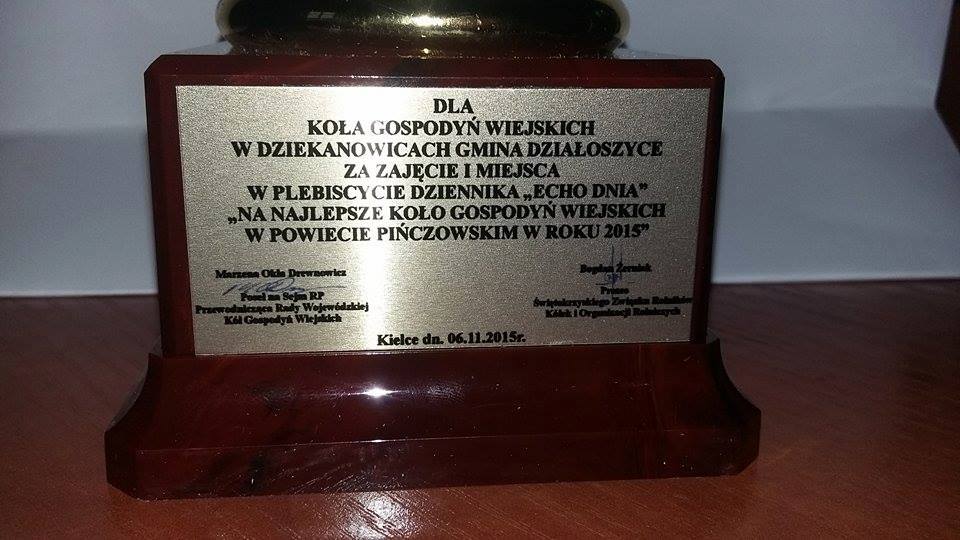 DLA
KOŁA GOSPODYŃ WIEJSKICH
W DZIEKANOWICACH GMINA DZIAŁOSZYCE
ZA ZAJĘCIE I MIEJSCA
W PLEBISCYCIE DZIENNIKA „ECHO DNIA”
„NA NAJLEPSZE KOŁO GOSPODYŃ WIEJSKICH
W POWIECIE PIŃCZOWSKIM W ROKU 2015”
Marzena Okła Drewnowicz
Poseł na Sejm RP
Przewodnicząca Rady Wojewódzkiej
Kół Gospodyń Wiejskich
Bogdan
Prezes
Świętokrzyskiego Związku Rolników
Kółek i Organizacji Rolniczych
Kielce dn. 06.11.2015r.